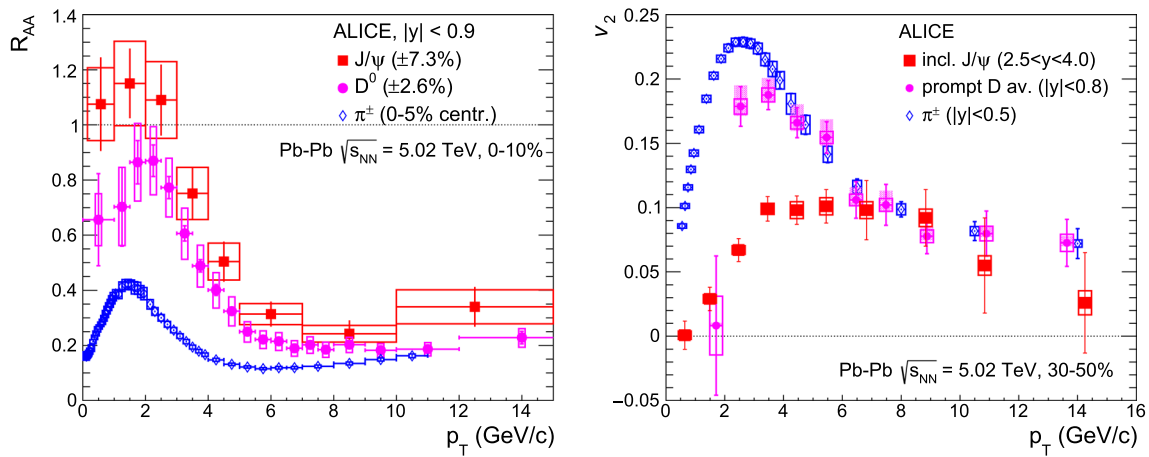 R_AA
1.4
1.2
1
0.8
0.6
0.4
0.2
0
ALICE, |y| < 0.9
J/ψ (±7.3%)
D⁰ (±2.6%)
π± (0-5% centr.)
Pb-Pb √s_NN = 5.02 TeV, 0-10%
0 2 4 6 8 10 12 14
p_T (GeV/c)
v₂
0.25
0.2
0.15
0.1
0.05
0
−0.05
ALICE
incl. J/ψ (2.5<y<4.0)
prompt D av. (|y|<0.8)
π± (|y|<0.5)
Pb-Pb √s_NN = 5.02 TeV, 30-50%
0 2 4 6 8 10 12 14 16
p_T (GeV/c)